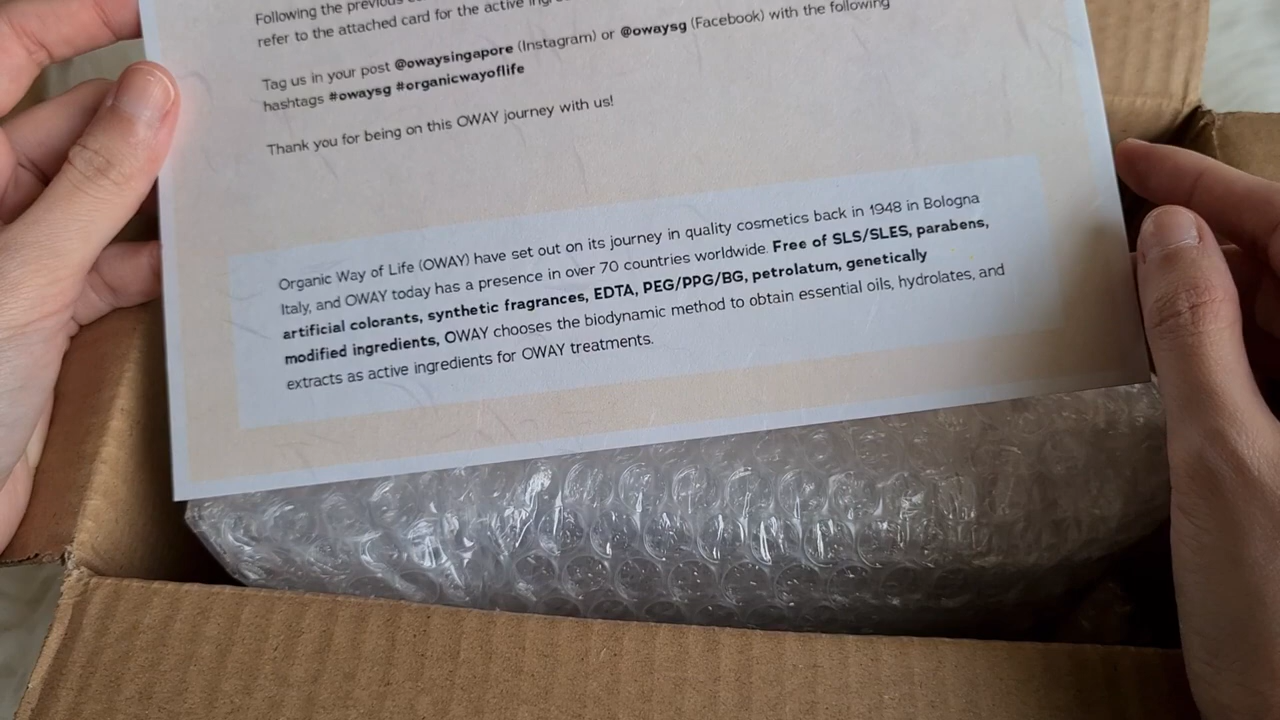 Following the previous
refer to the attached card for the active
Tag us in your post @owaysingapore (Instagram) or @owaysg (Facebook) with the following
hashtags #owaysg #organicwayoflife
Thank you for being on this OWAY journey with us!
Organic Way of Life (OWAY) have set out on its journey in quality cosmetics back in 1948 in Bologna
Italy, and OWAY today has a presence in over 70 countries worldwide. Free of SLS/SLES, parabens,
artificial colorants, synthetic fragrances, EDTA, PEG/PPG/BG, petrolatum, genetically
modified ingredients, OWAY chooses the biodynamic method to obtain essential oils, hydrolates, and
extracts as active ingredients for OWAY treatments.